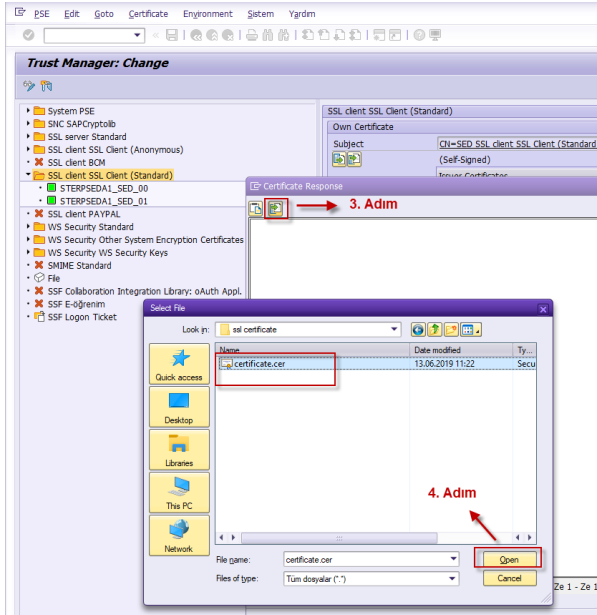 PSE Edit Goto Certificate Environment Sistem Yardım
Trust Manager: Change
System PSE
SNC SAPCryptolib
SSL server Standard
SSL client SSL Client (Anonymous)
SSL client BCM
SSL client SSL Client (Standard)
STERPSEDA1_SED_00
STERPSEDA1_SED_01
SSL client PAYPAL
WS Security Standard
WS Security Other System Encryption Certificates
WS Security WS Security Keys
SMIME Standard
File
SSF Collaboration Integration Library: oAuth Appl.
SSF E-öğrenim
SSF Logon Ticket
SSL client SSL Client (Standard)
Own Certificate
Subject CN=SED SSL client SSL Client (Standard
(Self-Signed)
Issuer Certificates
Certificate Response
3. Adım
Select File
Look in: ssl certificate
Name Date modified Ty...
certificate.cer 13.06.2019 11:22 Secu
Quick access
Desktop
Libraries
This PC
Network
4. Adım
File name: certificate.cer Open
Files of type: Tüm dosyalar (*.*) Cancel
Ze 1 - Ze 1